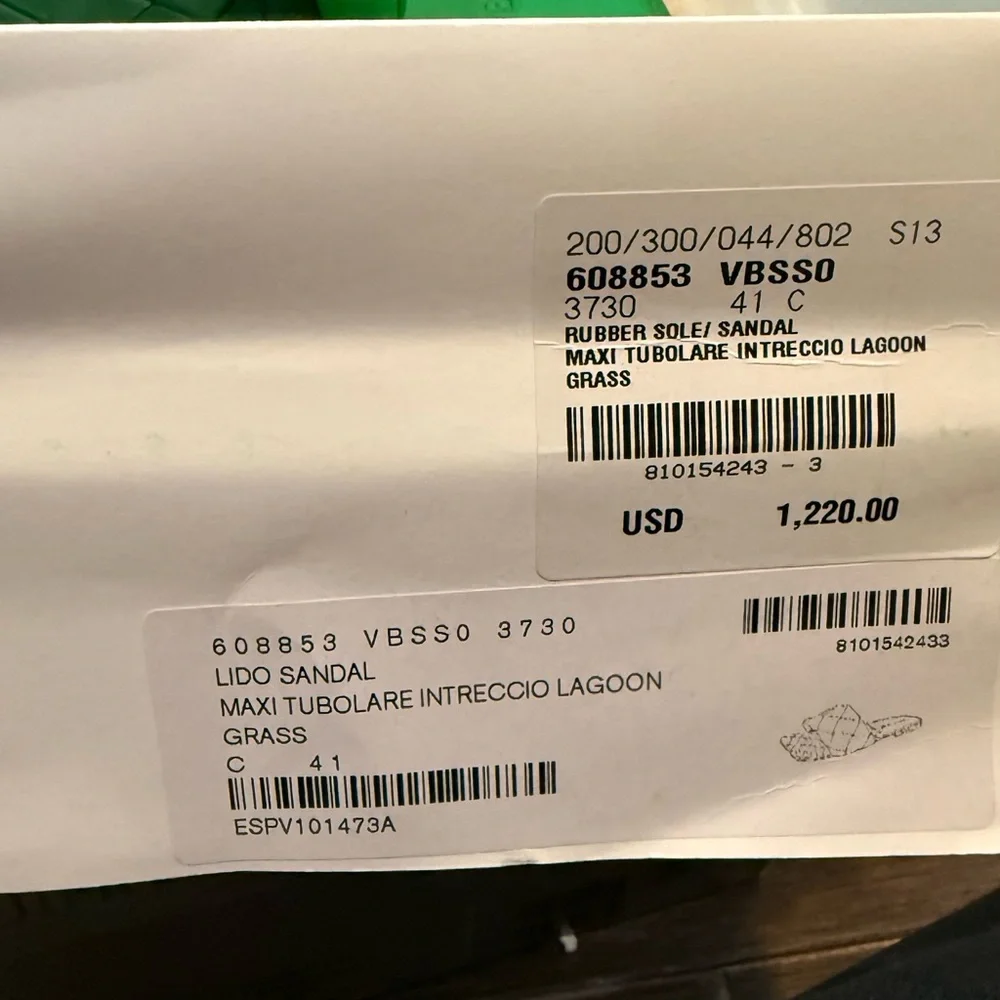 200/300/044/802 S13
608853 VBSS0
3730 41 C
RUBBER SOLE/ SANDAL
MAXI TUBOLARE INTRECCIO LAGOON
GRASS
810154243 - 3
USD 1,220.00
608853 VBSS0 3730
LIDO SANDAL
MAXI TUBOLARE INTRECCIO LAGOON
GRASS
C 41
ESPV101473A
8101542433